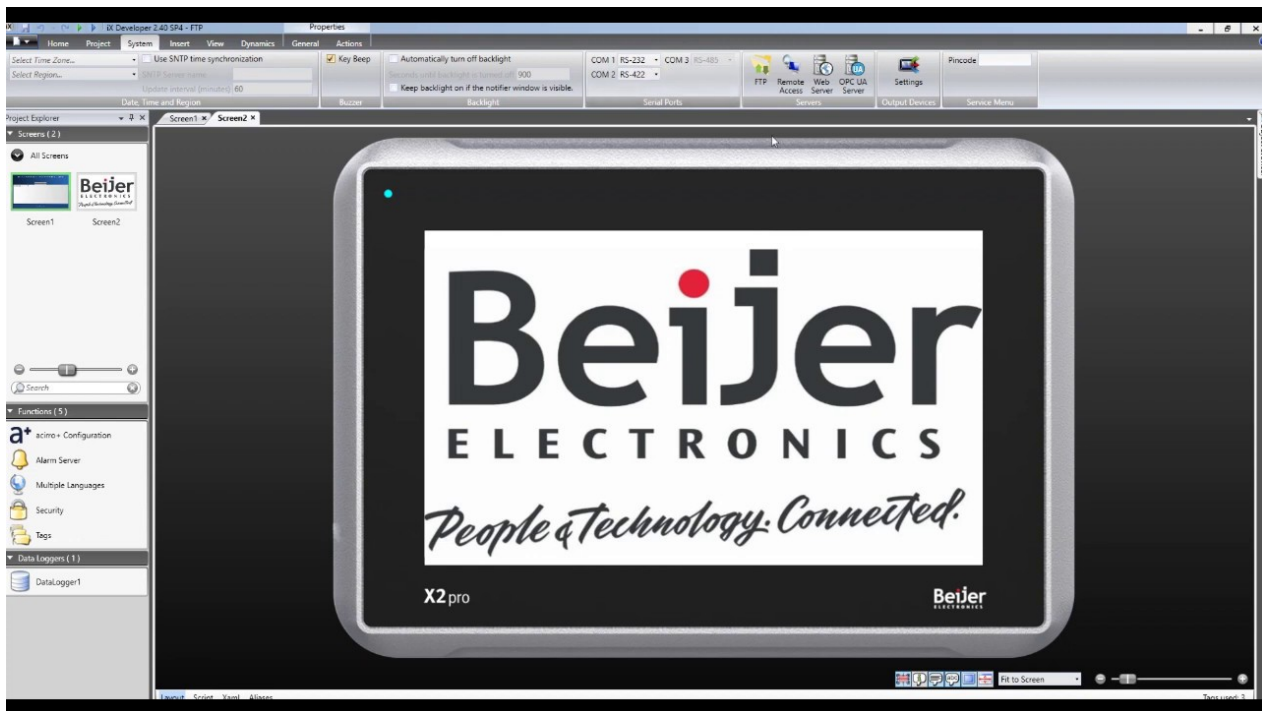 iX Developer 2.40 SP4 - FTP
Properties
Home Project System Insert View Dynamics General Actions
Select Time Zone...
Use SNTP time synchronization
Select Region...
SNTP Server name
Update interval (minutes) 60
Date, Time and Region
Key Beep
Buzzer
Automatically turn off backlight
Seconds until backlight is turned off 900
Keep backlight on if the notifier window is visible.
Backlight
COM 1 RS-232 COM 3 RS-485
COM 2 RS-422
Serial Ports
FTP
Remote Access
Web Server
OPC UA Server
Servers
Settings
Output Devices
Pincode
Service Menu
Project Explorer
Screen1
Screen2
Screens ( 2 )
All Screens
Beijer
ELECTRONICS
People & Technology. Connected.
Screen1
Screen2
Search
Functions ( 5 )
a+ acirro+ Configuration
Alarm Server
Multiple Languages
Security
Tags
Data Loggers ( 1 )
DataLogger1
Beijer
ELECTRONICS
People & Technology. Connected.
X2 pro
Beijer
ELECTRONICS
Fit to Screen
Layout Script Xaml Aliases
Tags used: 3